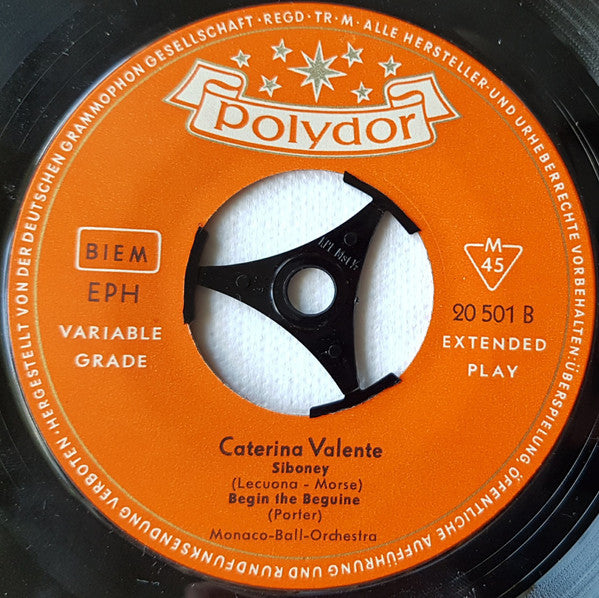 HERGESTELLT VON DER DEUTSCHEN GRAMMOPHON GESELLSCHAFT · REGD · TR · M · ALLE HERSTELLER- UND URHEBERRECHTE VORBEHALTEN · ÜBERSPIELUNG, ÖFFENTLICHE AUFFÜHRUNG UND RUNDFUNKSENDUNG VERBOTEN ·
Polydor
BIEM
EPH
VARIABLE
GRADE
M
45
20 501 B
EXTENDED
PLAY
Caterina Valente
Siboney
(Lecuona - Morse)
Begin the Beguine
(Porter)
Monaco-Ball-Orchestra